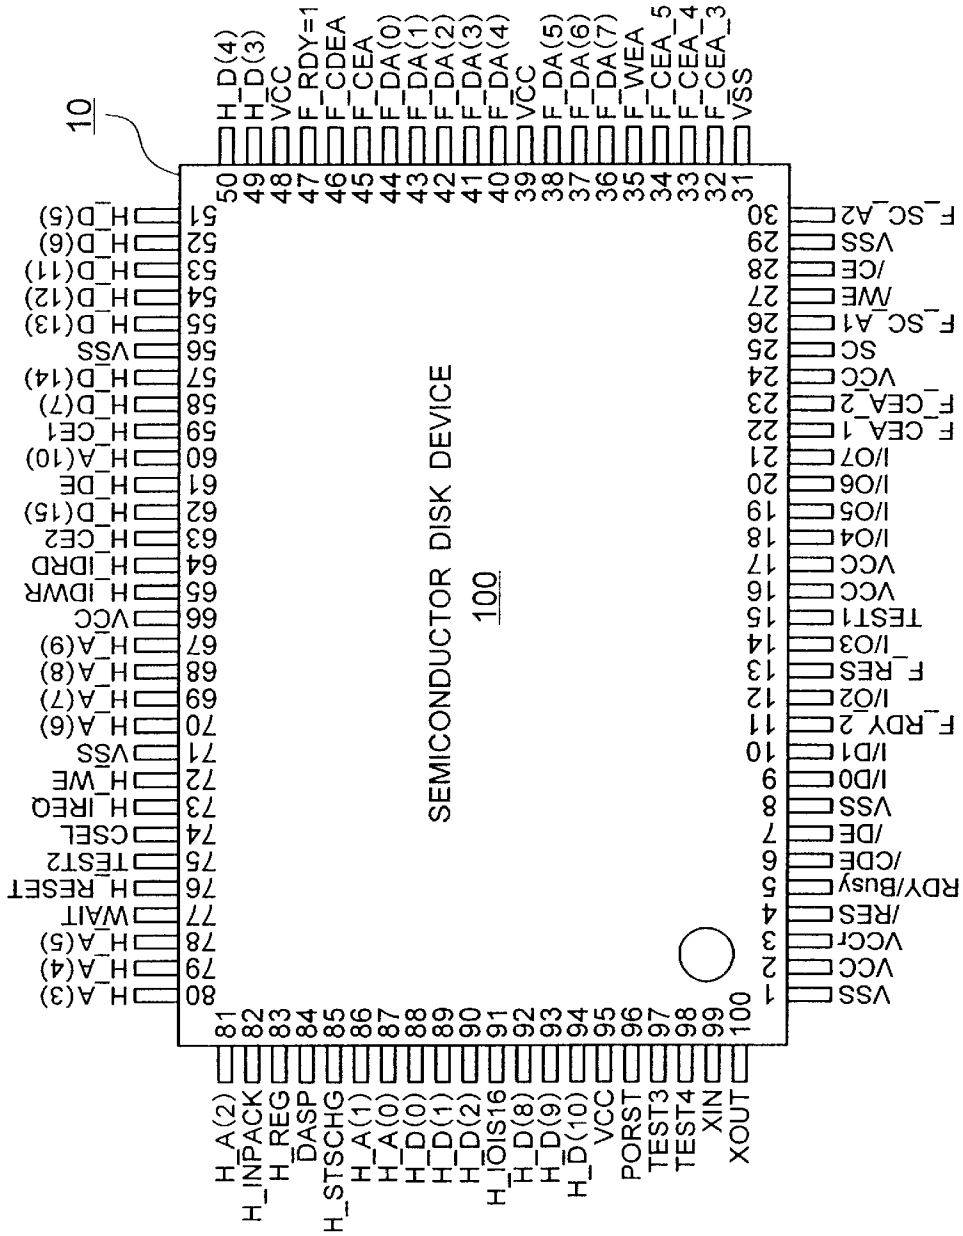 10
SEMICONDUCTOR DISK DEVICE
100
1 VSS
2 VCC
3 VCCr
4 /RES
5 RDY/Busy
6 /CDE
7 /DE
8 VSS
9 I/D0
10 I/D1
11 F_RDY_2
12 I/O2
13 F_RES
14 I/O3
15 TEST1
16 VCC
17 VCC
18 I/O4
19 I/O5
20 I/O6
21 I/O7
22 F_CEA_1
23 F_CEA_2
24 VCC
25 SC
26 F_SC_A1
27 /WE
28 /CE
29 VSS
30 F_SC_A2
31 VSS
32 F_CEA_3
33 F_CEA_4
34 F_CEA_5
35 F_WEA
36 F_DA(7)
37 F_DA(6)
38 F_DA(5)
39 VCC
40 F_DA(4)
41 F_DA(3)
42 F_DA(2)
43 F_DA(1)
44 F_DA(0)
45 F_CEA
46 F_CDEA
47 F_RDY=1
48 VCC
49 H_D(3)
50 H_D(4)
51 H_D(5)
52 H_D(6)
53 H_D(11)
54 H_D(12)
55 H_D(13)
56 VSS
57 H_D(14)
58 H_D(7)
59 H_CE1
60 H_A(10)
61 H_DE
62 H_D(15)
63 H_CE2
64 H_IDRD
65 H_IDWR
66 VCC
67 H_A(9)
68 H_A(8)
69 H_A(7)
70 H_A(6)
71 VSS
72 H_WE
73 H_IREQ
74 CSEL
75 TEST2
76 H_RESET
77 WAIT
78 H_A(5)
79 H_A(4)
80 H_A(3)
81 H_A(2)
82 H_INPACK
83 H_REG
84 DASP
85 H_STSCHG
86 H_A(1)
87 H_A(0)
88 H_D(0)
89 H_D(1)
90 H_D(2)
91 H_IOIS16
92 H_D(8)
93 H_D(9)
94 H_D(10)
95 VCC
96 PORST
97 TEST3
98 TEST4
99 XIN
100 XOUT